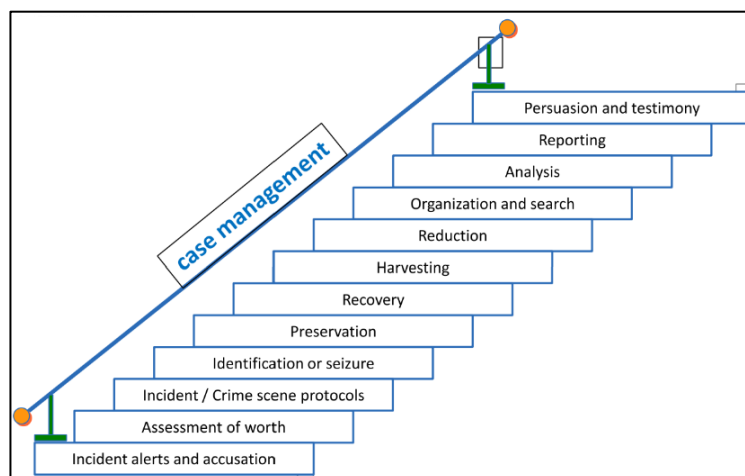 Persuasion and testimony
Reporting
Analysis
case management
Organization and search
Reduction
Harvesting
Recovery
Preservation
Identification or seizure
Incident / Crime scene protocols
Assessment of worth
Incident alerts and accusation